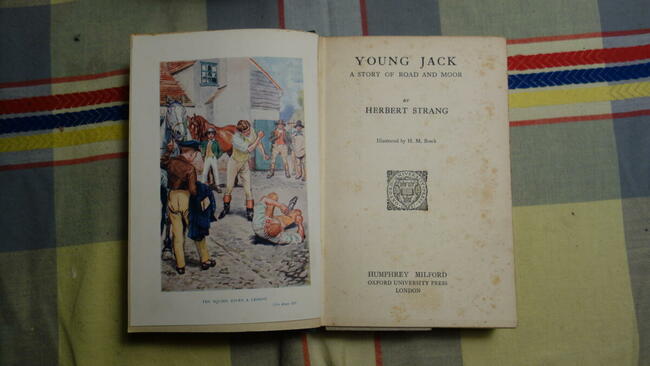 THE SQUIRE GIVES A LESSON
YOUNG JACK
A STORY OF ROAD AND MOOR
BY
HERBERT STRANG
Illustrated by H. M. Brock
HUMPHREY MILFORD
OXFORD UNIVERSITY PRESS
LONDON